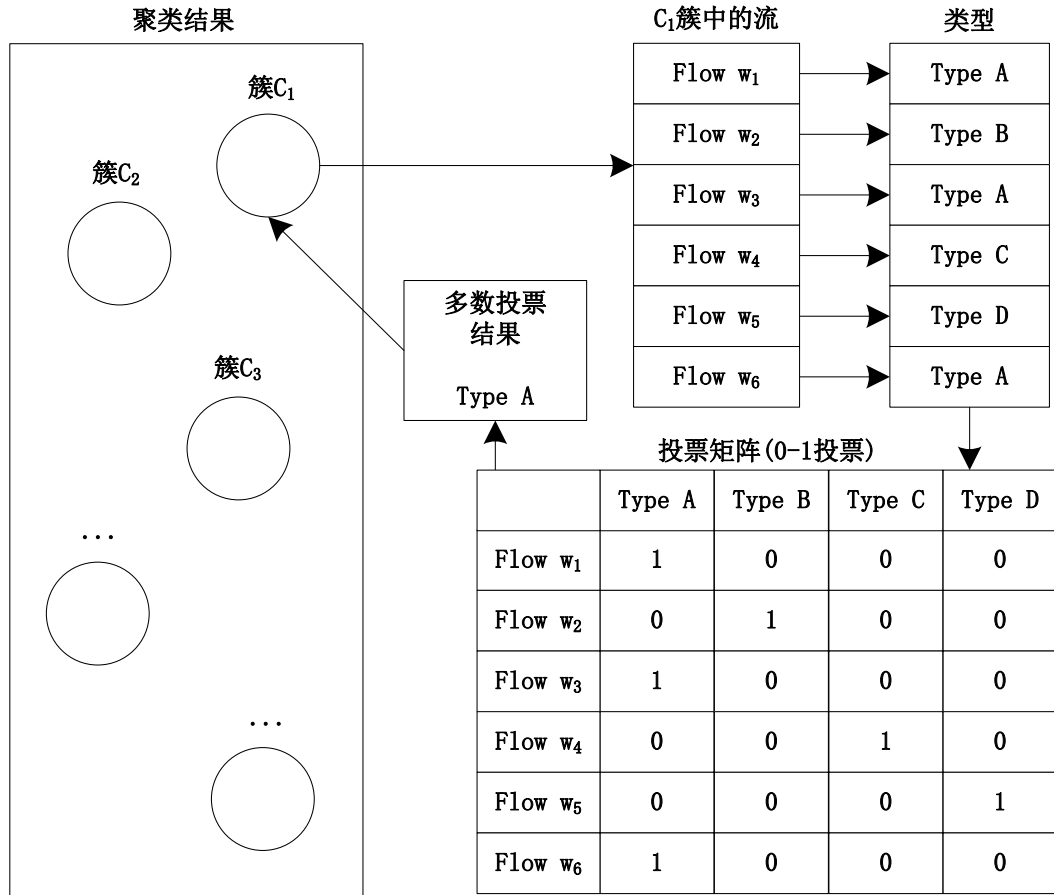 聚类结果
簇C₁
簇C₂
簇C₃
...
...
C₁簇中的流
类型
Flow w₁
Type A
Flow w₂
Type B
Flow w₃
Type A
Flow w₄
Type C
Flow w₅
Type D
Flow w₆
Type A
多数投票
结果
Type A
投票矩阵(0-1投票)
Type A Type B Type C Type D
Flow w₁ 1 0 0 0
Flow w₂ 0 1 0 0
Flow w₃ 1 0 0 0
Flow w₄ 0 0 1 0
Flow w₅ 0 0 0 1
Flow w₆ 1 0 0 0